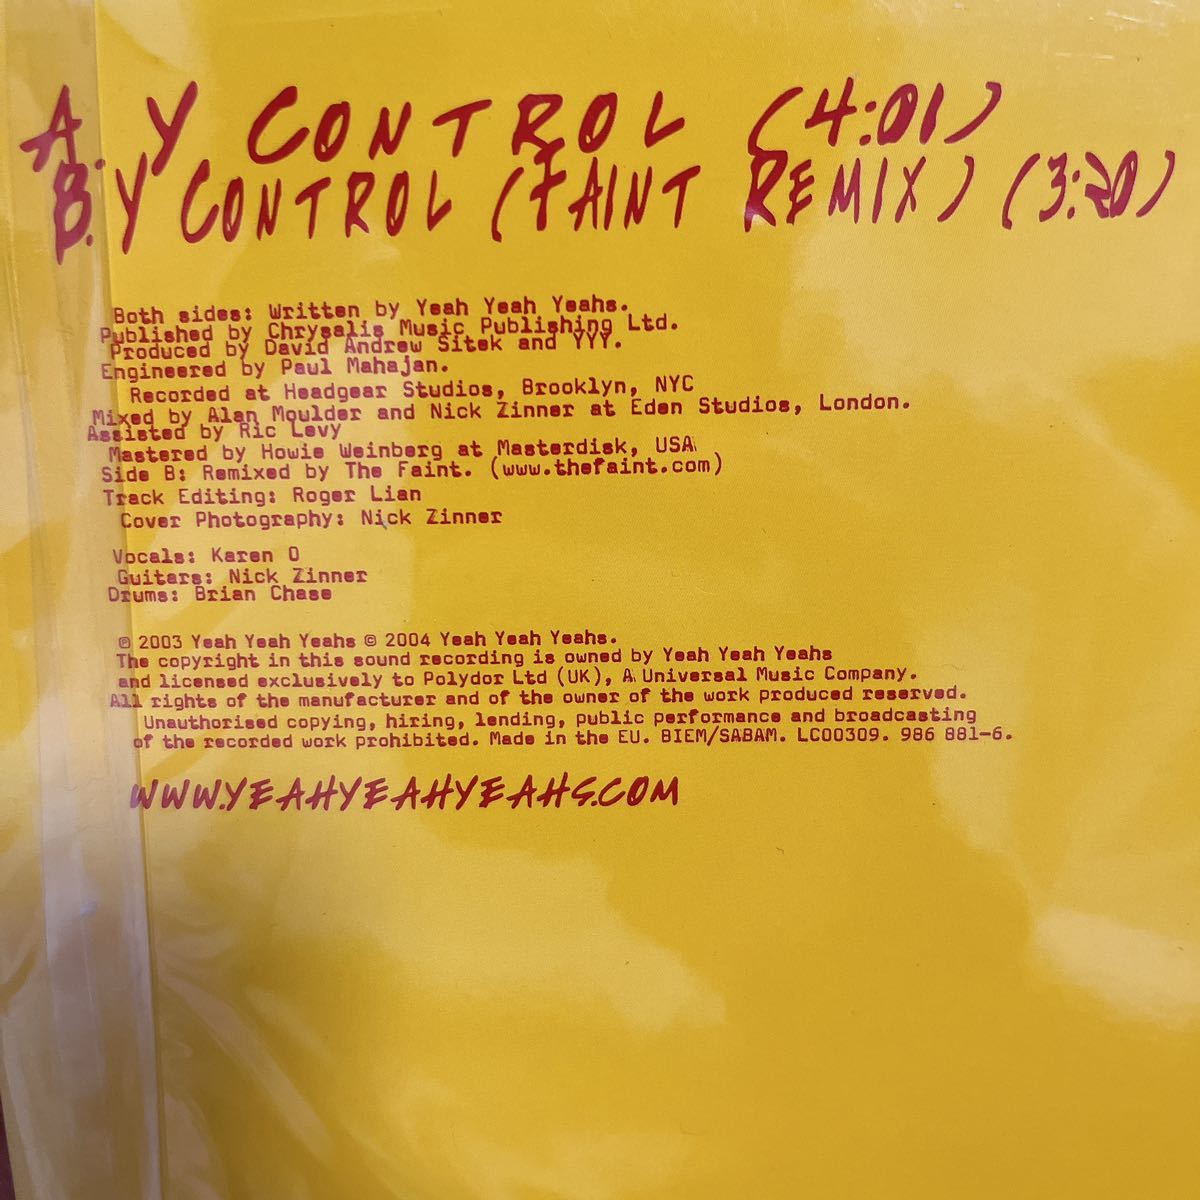 A. Y CONTROL (4:01)
B. Y CONTROL (FAINT REMIX) (3:20)
Both sides: Written by Yeah Yeah Yeahs.
Published by Chrysalis Music Publishing Ltd.
Produced by David Andrew Sitek and YYY.
Engineered by Paul Mahajan.
Recorded at Headgear Studios, Brooklyn, NYC
Mixed by Alan Moulder and Nick Zinner at Eden Studios, London.
Assisted by Ric Levy
Mastered by Howie Weinberg at Masterdisk, USA
Side B: Remixed by The Faint. (www.thefaint.com)
Track Editing: Roger Lian
Cover Photography: Nick Zinner
Vocals: Karen O
Guitars: Nick Zinner
Drums: Brian Chase
℗ 2003 Yeah Yeah Yeahs © 2004 Yeah Yeah Yeahs.
The copyright in this sound recording is owned by Yeah Yeah Yeahs
and licensed exclusively to Polydor Ltd (UK), A Universal Music Company.
All rights of the manufacturer and of the owner of the work produced reserved.
Unauthorised copying, hiring, lending, public performance and broadcasting
of the recorded work prohibited. Made in the EU. BIEM/SABAM. LC00309. 986 881-6.
WWW.YEAHYEAHYEAHS.COM